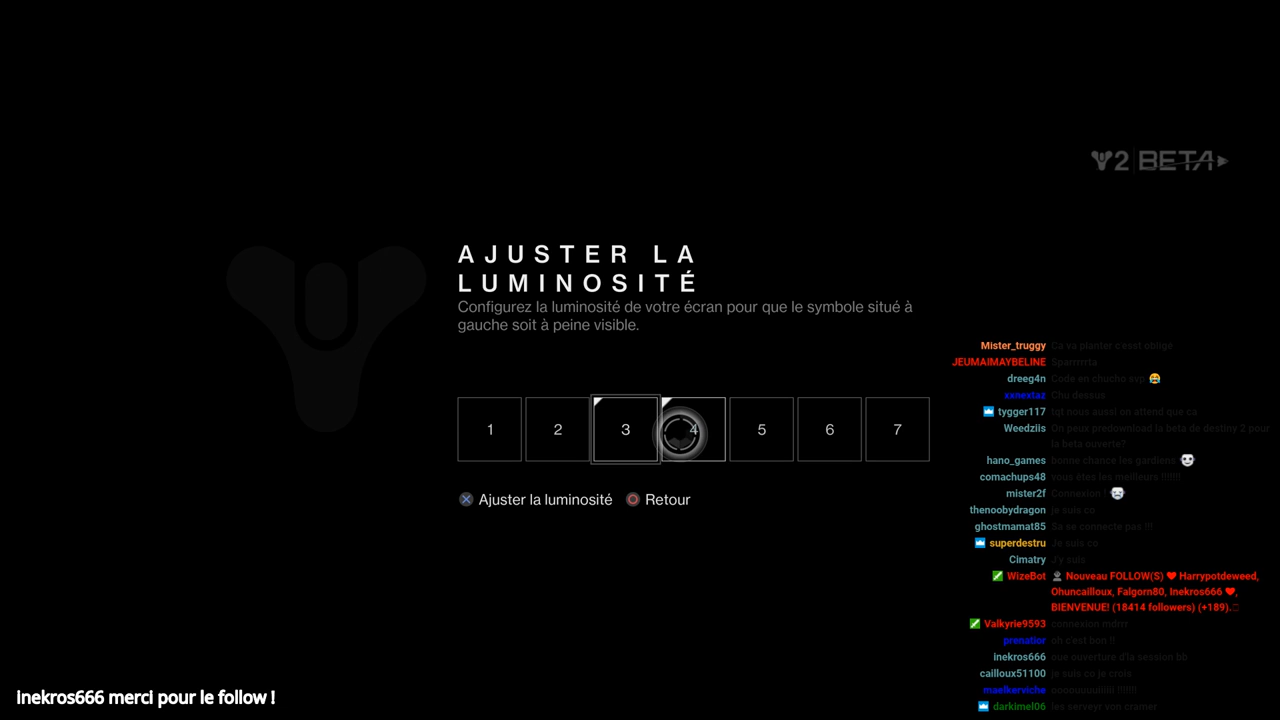 2 BETA
AJUSTER LA
LUMINOSITÉ
Configurez la luminosité de votre écran pour que le symbole situé à
gauche soit à peine visible.
1 2 3 4 5 6 7
Ajuster la luminosité Retour
Mister_truggy Ca va planter c'esst obligé
JEUMAIMAYBELINE Sparrrrrta
dreeg4n Code en chucho svp
xxnextaz Chu dessus
tygger117 tqt nous aussi on attend que ca
Weedziis On peux predownload la beta de destiny 2 pour
la beta ouverte?
hano_games bonne chance les gardiens
comachups48 vous êtes les meilleurs !!!!!!!
mister2f Connexion !
thenoobydragon je suis co
ghostmamat85 Sa se connecte pas !!!
superdestru Je suis co
Cimatry J'y suis
WizeBot Nouveau FOLLOW(S) ❤ Harrypotdeweed,
Ohuncailloux, Falgorn80, Inekros666 ❤,
BIENVENUE! (18414 followers) (+189).
Valkyrie9593 connexion mdrrr
prenatior oh c'est bon !!
inekros666 oue ouverture d'la session bb
cailloux51100 je suis co je crois
maelkerviche
darkimel06 les serveyr von cramer
inekros666 merci pour le follow !